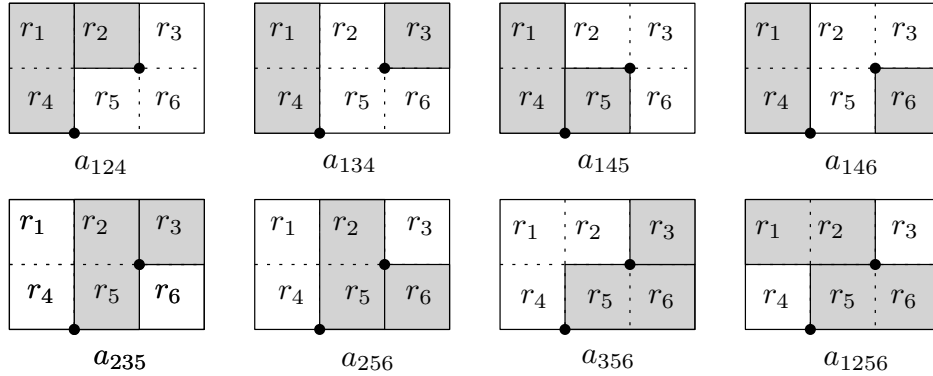 r₁ r₂ r₃ r₁ r₂ r₃ r₁ r₂ r₃ r₁ r₂ r₃
r₄ r₅ r₆ r₄ r₅ r₆ r₄ r₅ r₆ r₄ r₅ r₆
a₁₂₄ a₁₃₄ a₁₄₅ a₁₄₆
r₁ r₂ r₃ r₁ r₂ r₃ r₁ r₂ r₃ r₁ r₂ r₃
r₄ r₅ r₆ r₄ r₅ r₆ r₄ r₅ r₆ r₄ r₅ r₆
a₂₃₅ a₂₅₆ a₃₅₆ a₁₂₅₆